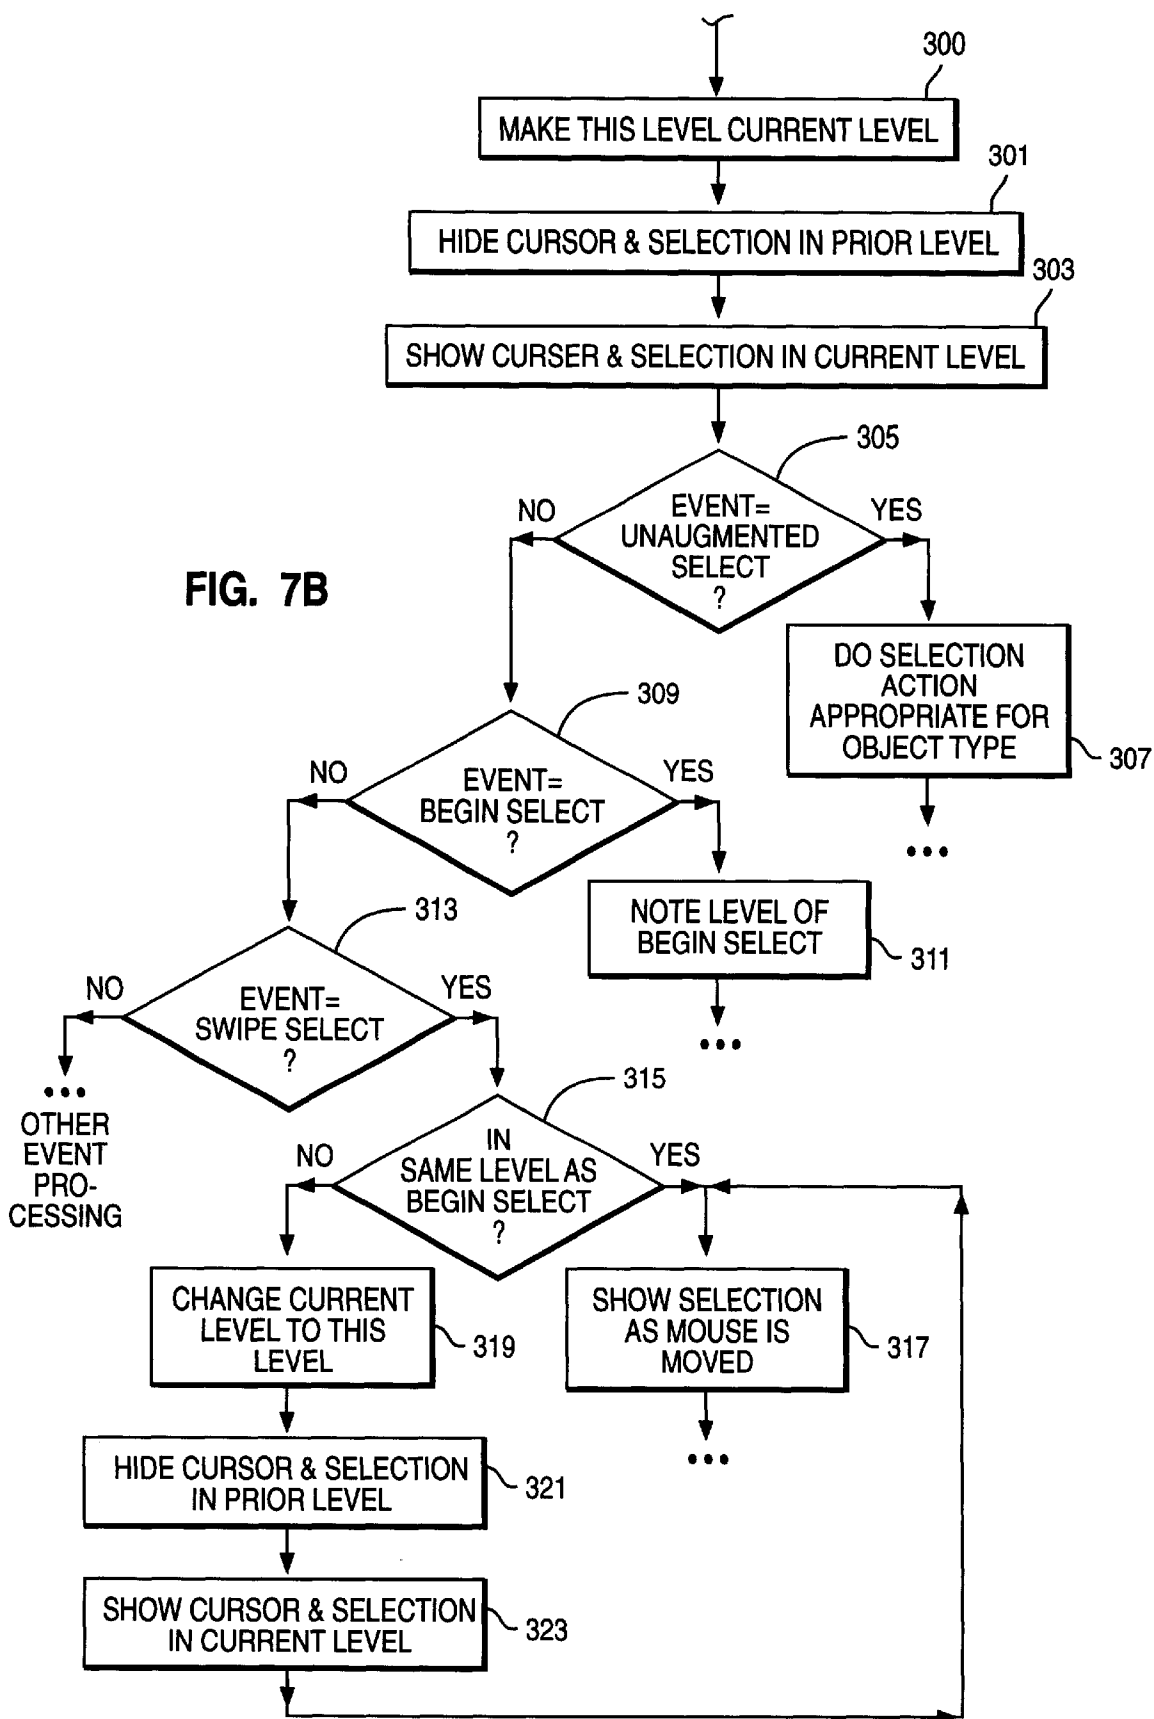 300
MAKE THIS LEVEL CURRENT LEVEL
301
HIDE CURSOR & SELECTION IN PRIOR LEVEL
303
SHOW CURSER & SELECTION IN CURRENT LEVEL
305
NO
EVENT=
UNAUGMENTED
SELECT
?
YES
FIG. 7B
DO SELECTION
ACTION
APPROPRIATE FOR
OBJECT TYPE
307
309
NO
EVENT=
BEGIN SELECT
?
YES
NOTE LEVEL OF
BEGIN SELECT
311
313
NO
EVENT=
SWIPE SELECT
?
YES
OTHER
EVENT
PRO-
CESSING
315
NO
IN
SAME LEVEL AS
BEGIN SELECT
?
YES
CHANGE CURRENT
LEVEL TO THIS
LEVEL
319
SHOW SELECTION
AS MOUSE IS
MOVED
317
HIDE CURSOR & SELECTION
IN PRIOR LEVEL
321
SHOW CURSOR & SELECTION
IN CURRENT LEVEL
323